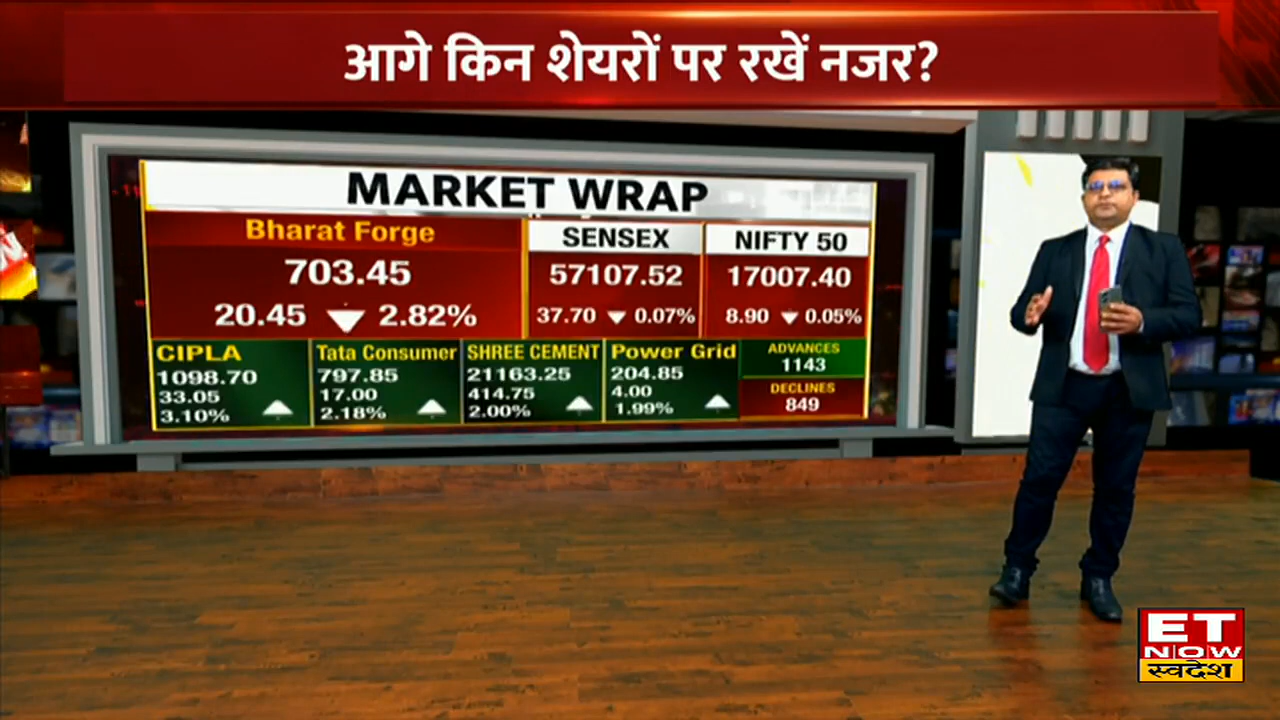 आगे किन शेयरों पर रखें नजर?
MARKET WRAP
Bharat Forge
703.45
20.45 2.82%
SENSEX
57107.52
37.70 0.07%
NIFTY 50
17007.40
8.90 0.05%
CIPLA
1098.70
33.05
3.10%
Tata Consumer
797.85
17.00
2.18%
SHREE CEMENT
21163.25
414.75
2.00%
Power Grid
204.85
4.00
1.99%
ADVANCES
1143
DECLINES
849
ET
NOW
स्वदेश